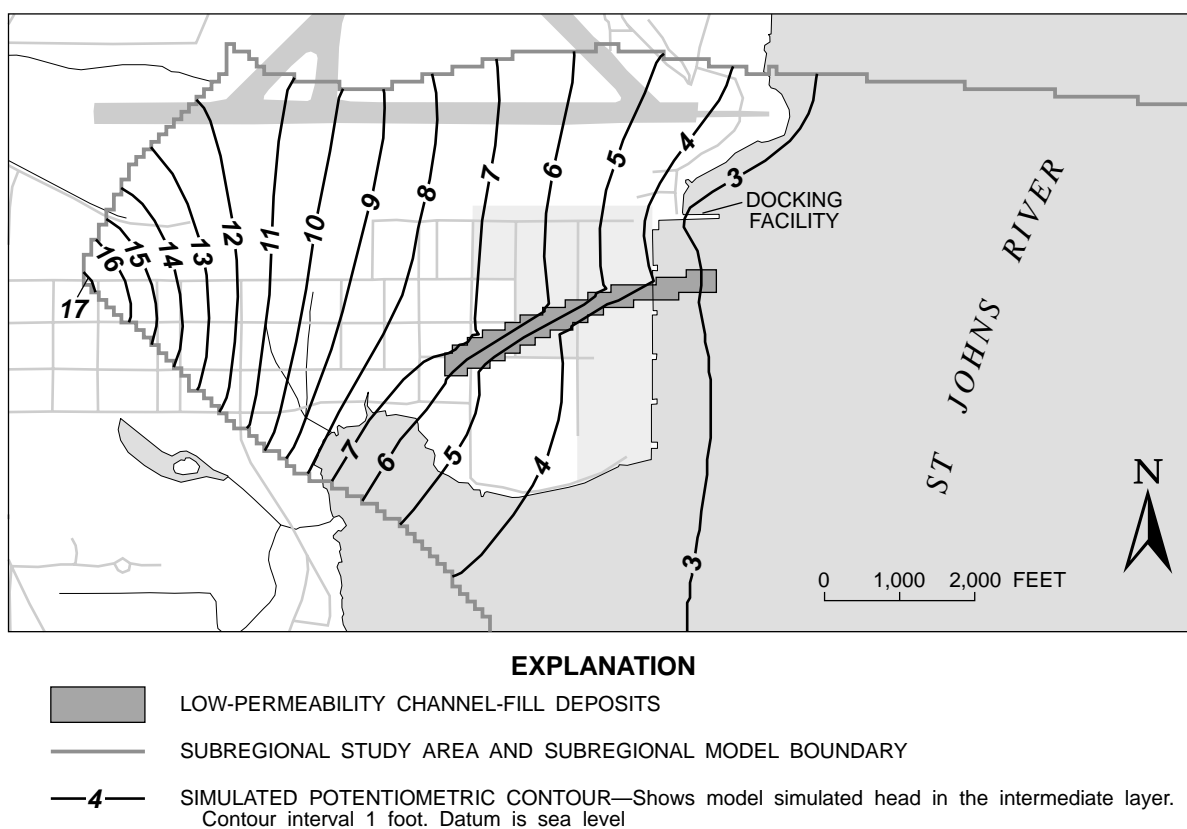 17
16
15
14
13
12
11
10
9
8
7
6
5
4
3
DOCKING
FACILITY
ST JOHNS RIVER
7
6
5
4
3
N
0 1,000 2,000 FEET
EXPLANATION
LOW-PERMEABILITY CHANNEL-FILL DEPOSITS
SUBREGIONAL STUDY AREA AND SUBREGIONAL MODEL BOUNDARY
4 SIMULATED POTENTIOMETRIC CONTOUR—Shows model simulated head in the intermediate layer.
Contour interval 1 foot. Datum is sea level